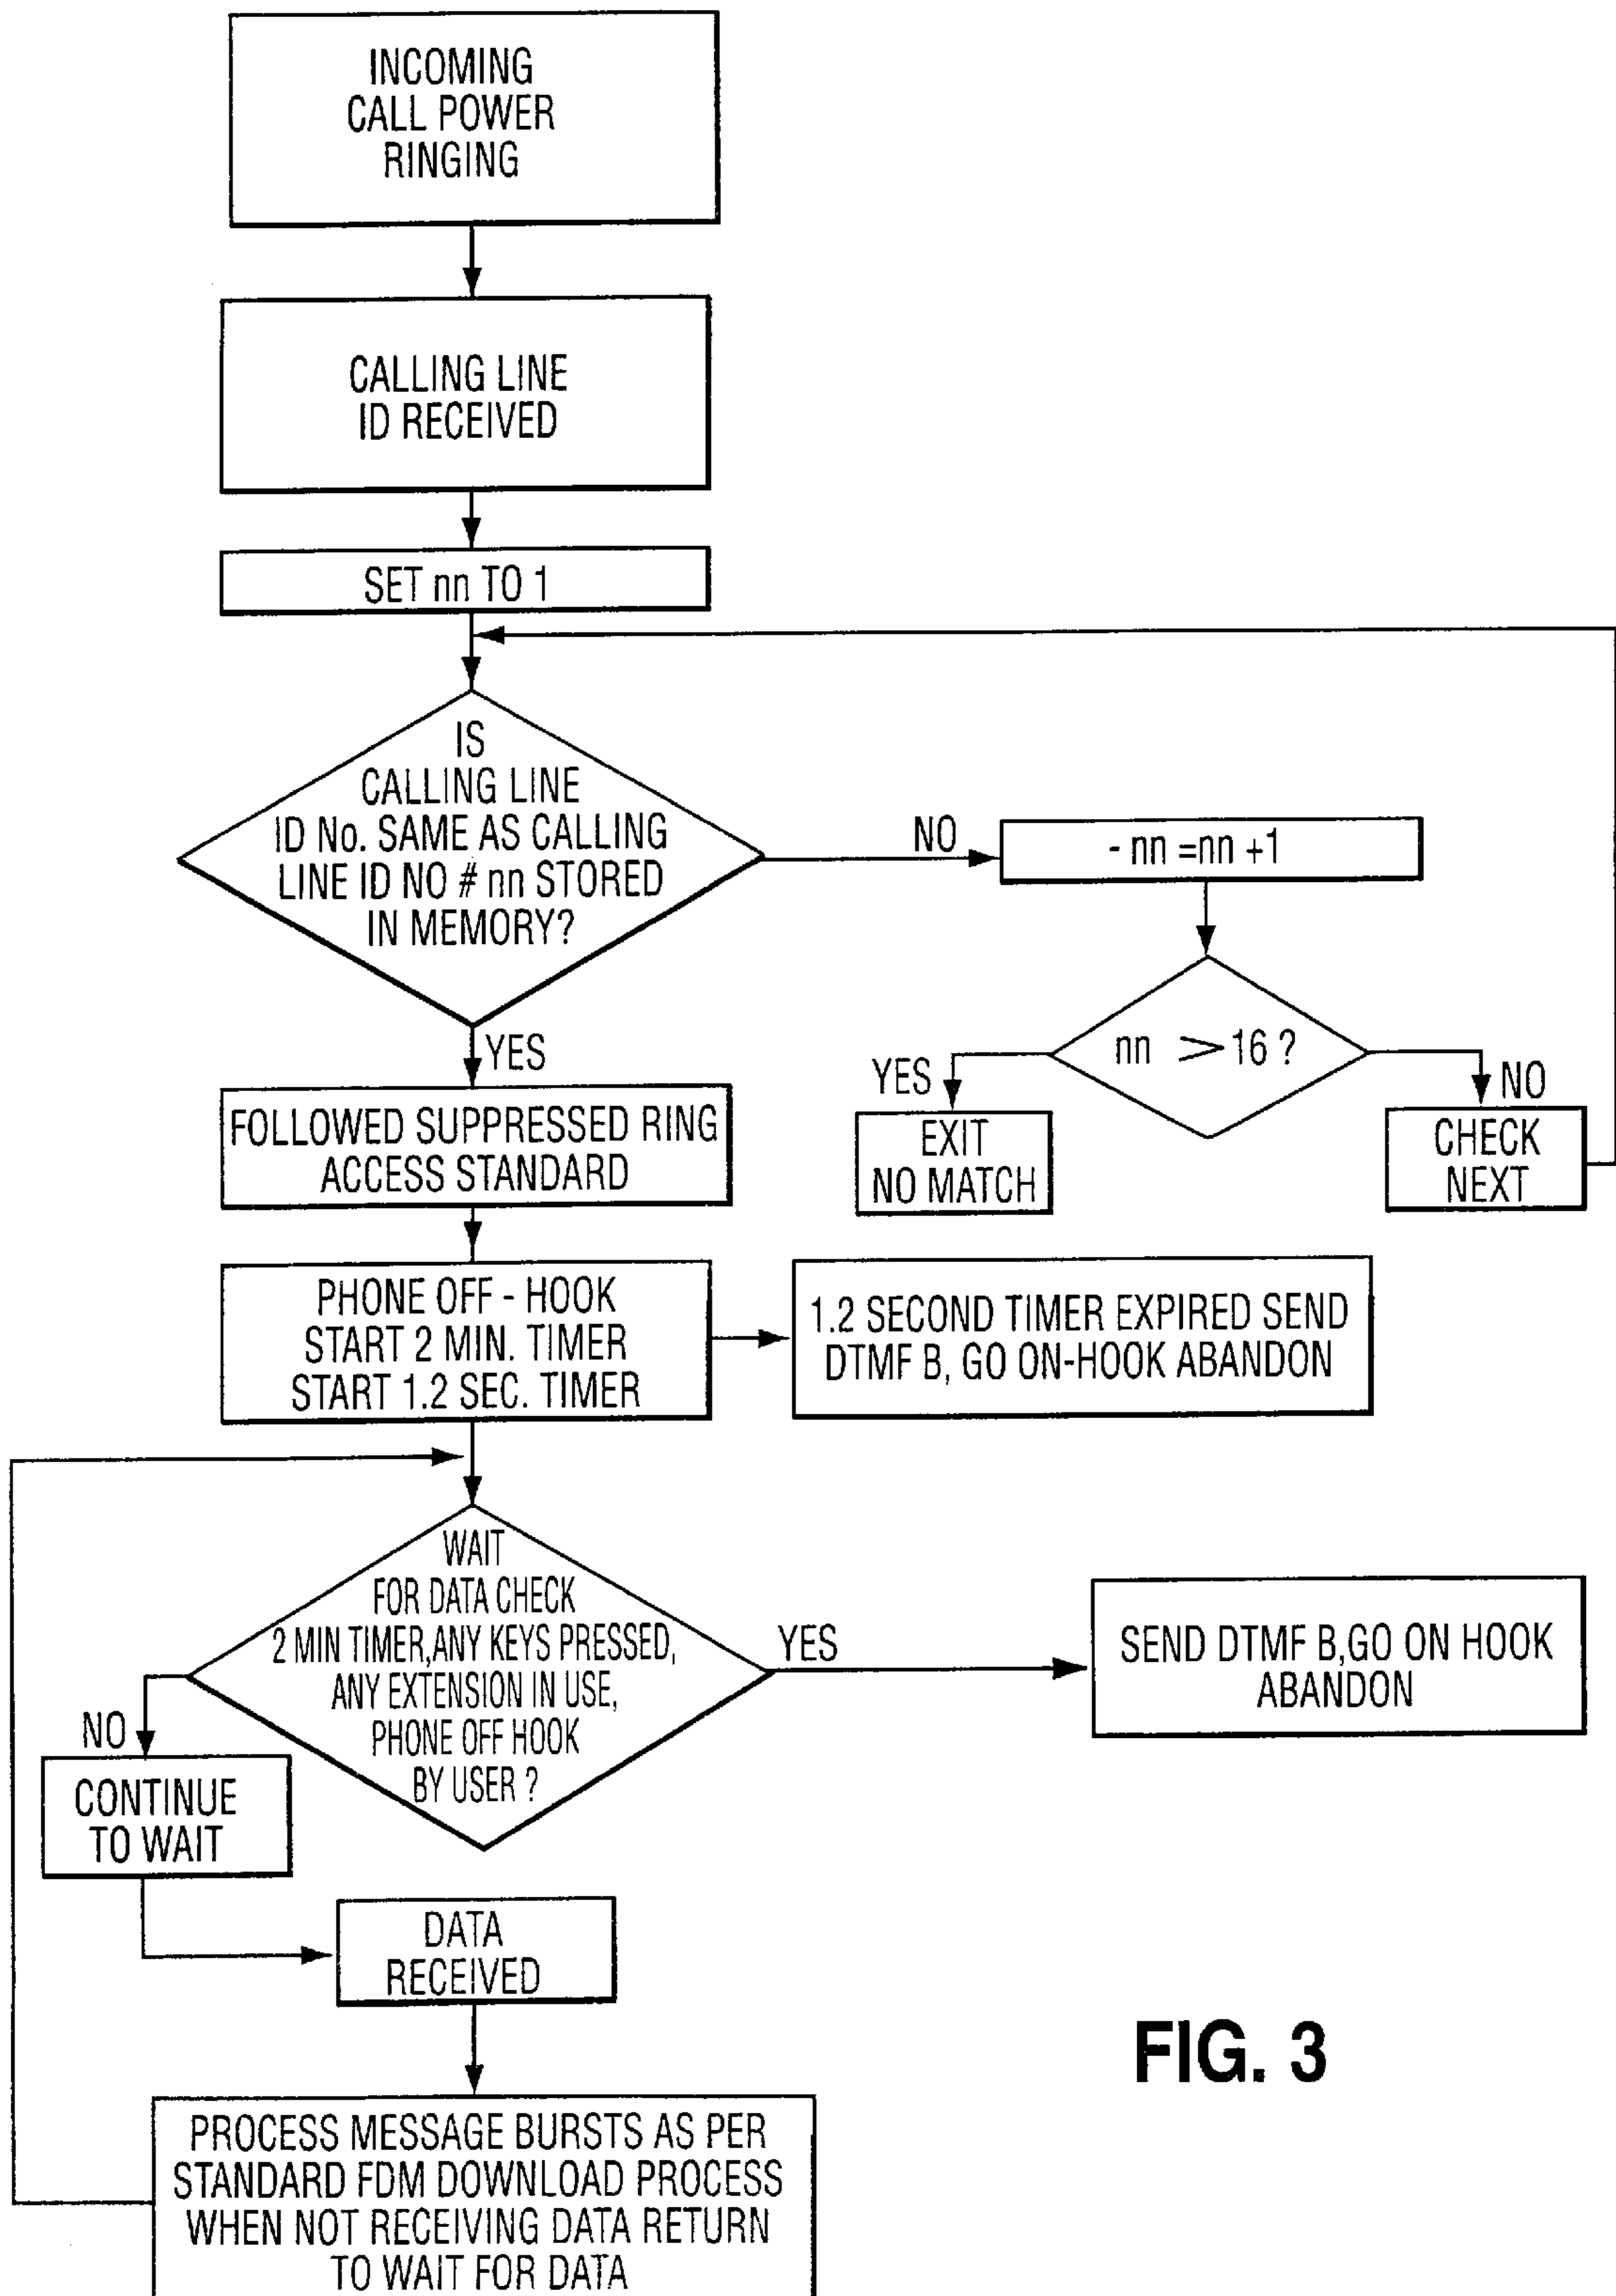 INCOMING
CALL POWER
RINGING
CALLING LINE
ID RECEIVED
SET nn TO 1
IS
CALLING LINE
ID No. SAME AS CALLING
LINE ID NO # nn STORED
IN MEMORY?
NO
- nn =nn +1
nn > 16 ?
YES
EXIT
NO MATCH
NO
CHECK
NEXT
YES
FOLLOWED SUPPRESSED RING
ACCESS STANDARD
PHONE OFF - HOOK
START 2 MIN. TIMER
START 1.2 SEC. TIMER
1.2 SECOND TIMER EXPIRED SEND
DTMF B, GO ON-HOOK ABANDON
WAIT
FOR DATA CHECK
2 MIN TIMER,ANY KEYS PRESSED,
ANY EXTENSION IN USE,
PHONE OFF HOOK
BY USER ?
YES
SEND DTMF B,GO ON HOOK
ABANDON
NO
CONTINUE
TO WAIT
DATA
RECEIVED
PROCESS MESSAGE BURSTS AS PER
STANDARD FDM DOWNLOAD PROCESS
WHEN NOT RECEIVING DATA RETURN
TO WAIT FOR DATA
FIG. 3